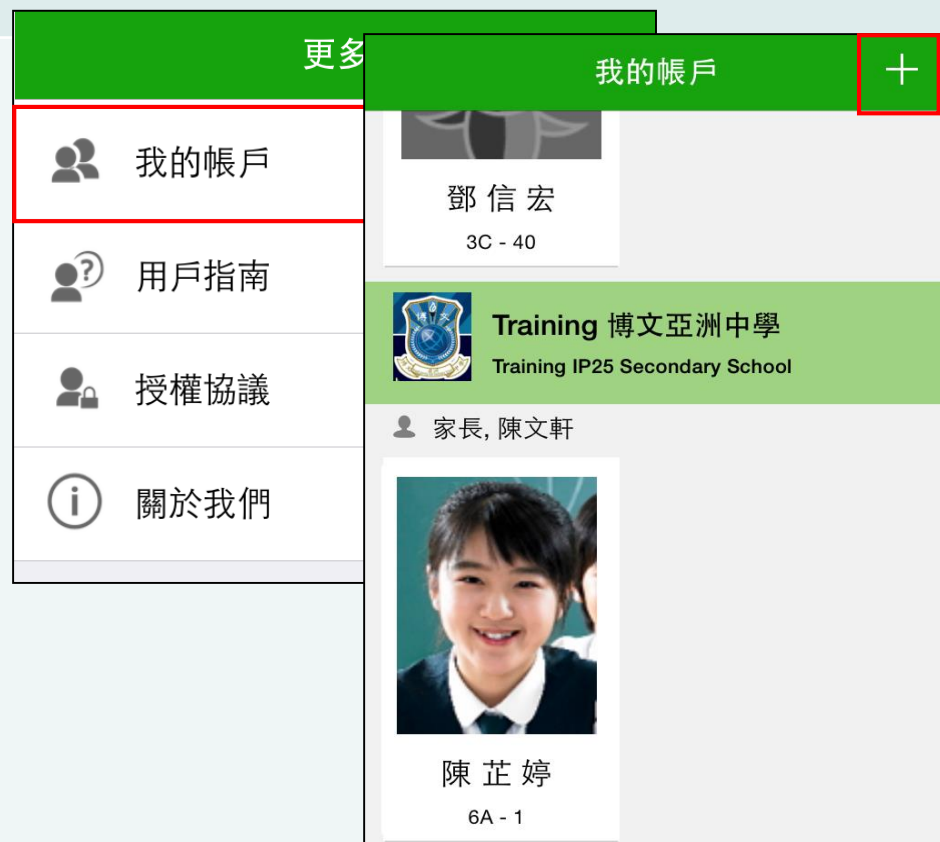 更多
我的帳戶
用戶指南
授權協議
關於我們
我的帳戶
鄧信宏
3C - 40
Training 博文亞洲中學
Training IP25 Secondary School
家長, 陳文軒
陳芷婷
6A - 1